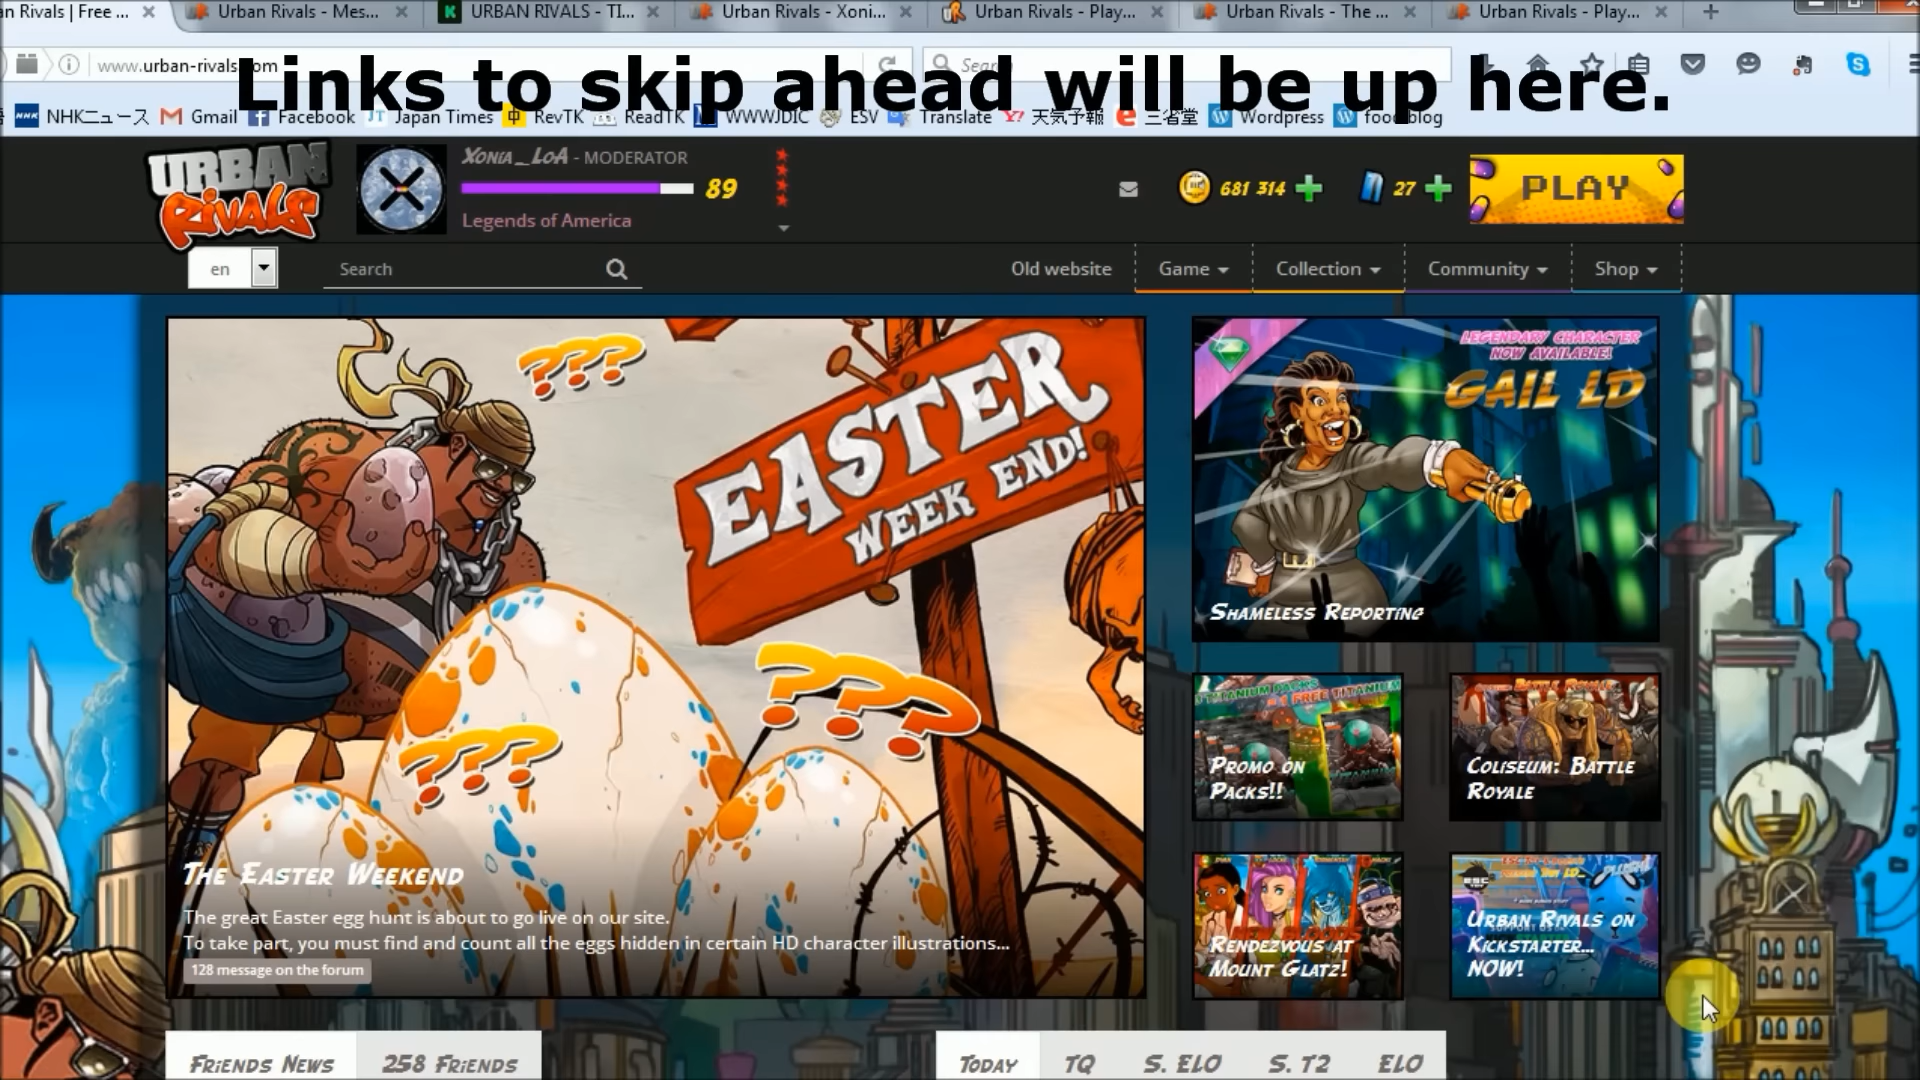 n Rivals | Free ...
Urban Rivals - Mes...
URBAN RIVALS - TI...
Urban Rivals - Xoni...
Urban Rivals - Play...
Urban Rivals - The ...
Urban Rivals - Play...
www.urban-rivals.com
Links to skip ahead will be up here.
NHKニュース
Gmail
Facebook
Japan Times
RevTK
ReadTK
WWWJDIC
ESV
Translate
天気予報
三省堂
Wordpress
food blog
URBAN
RIVALS
XONIA_LOA - MODERATOR
89
Legends of America
681 314
27
PLAY
en
Search
Old website
Game
Collection
Community
Shop
???
EASTER
WEEK END!
???
???
THE EASTER WEEKEND
The great Easter egg hunt is about to go live on our site.
To take part, you must find and count all the eggs hidden in certain HD character illustrations...
128 message on the forum
LEGENDARY CHARACTER
NOW AVAILABLE!
GAIL LD
SHAMELESS REPORTING
TITANIUM PACKS
FREE TITANIUM
PROMO ON
PACKS!!
BATTLE ROYALE
COLISEUM: BATTLE
ROYALE
RENDEZVOUS AT
MOUNT GLATZ!
URBAN RIVALS ON
KICKSTARTER...
NOW!
FRIENDS NEWS
258 FRIENDS
TODAY
TQ
S. ELO
S. T2
ELO